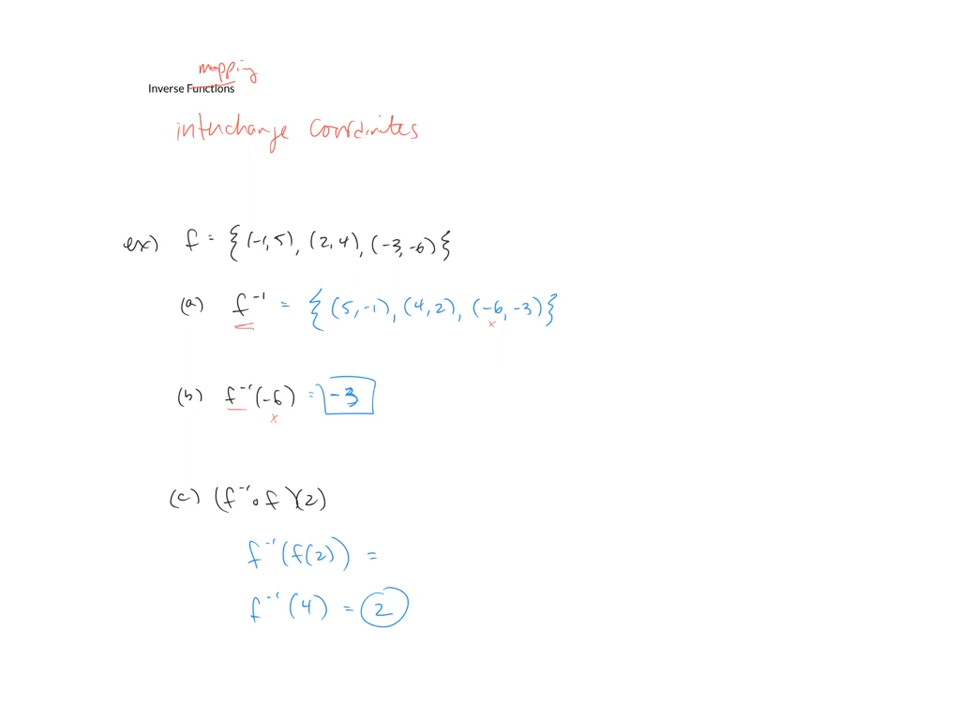 mapping
Inverse Functions
interchange coordinates
ex) f = {(-1,5), (2,4), (-3,-6)}
(a) f⁻¹ = {(5,-1), (4,2), (-6,-3)}
x
(b) f⁻¹(-6) = -3
x
(c) (f⁻¹∘f)(2)
f⁻¹(f(2)) =
f⁻¹(4) = 2